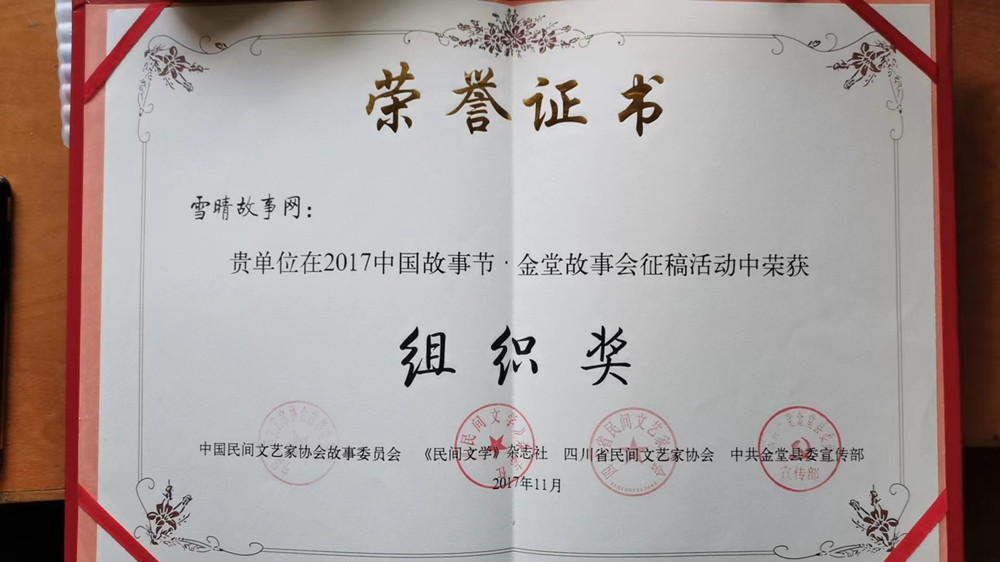 荣誉证书
雪晴故事网：
贵单位在2017中国故事节·金堂故事会征稿活动中荣获
组织奖
中国民间文艺家协会故事委员会 《民间文学》杂志社 四川省民间文艺家协会 中共金堂县委宣传部
2017年11月